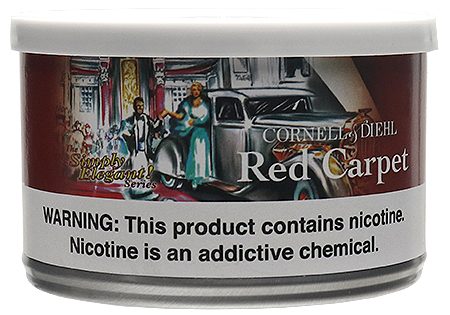 The
Simply
Elegant!
Series
CORNELL & DIEHL
Red Carpet
WARNING: This product contains nicotine.
Nicotine is an addictive chemical.